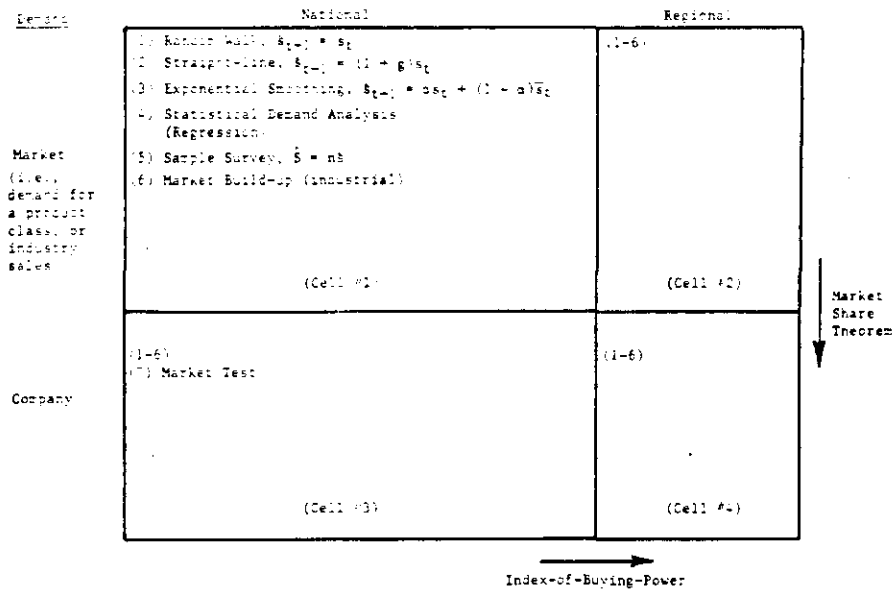 Demand National Regional
(1) Random Walk, ŝt+1 = st (1-6)
(2) Straight-line, ŝt+1 = (1 + g)st
(3) Exponential Smoothing, ŝt+1 = αst + (1 - α)s̄t
(4) Statistical Demand Analysis
(Regression)
Market (5) Sample Survey, Ŝ = nŝ
(i.e., (6) Market Build-up (industrial)
demand for
a product
class, or
industry
sales
(Cell #1) (Cell #2)
Market
Share
Theorem
(1-6) (1-6)
(7) Market Test
Company
(Cell #3) (Cell #4)
Index-of-Buying-Power